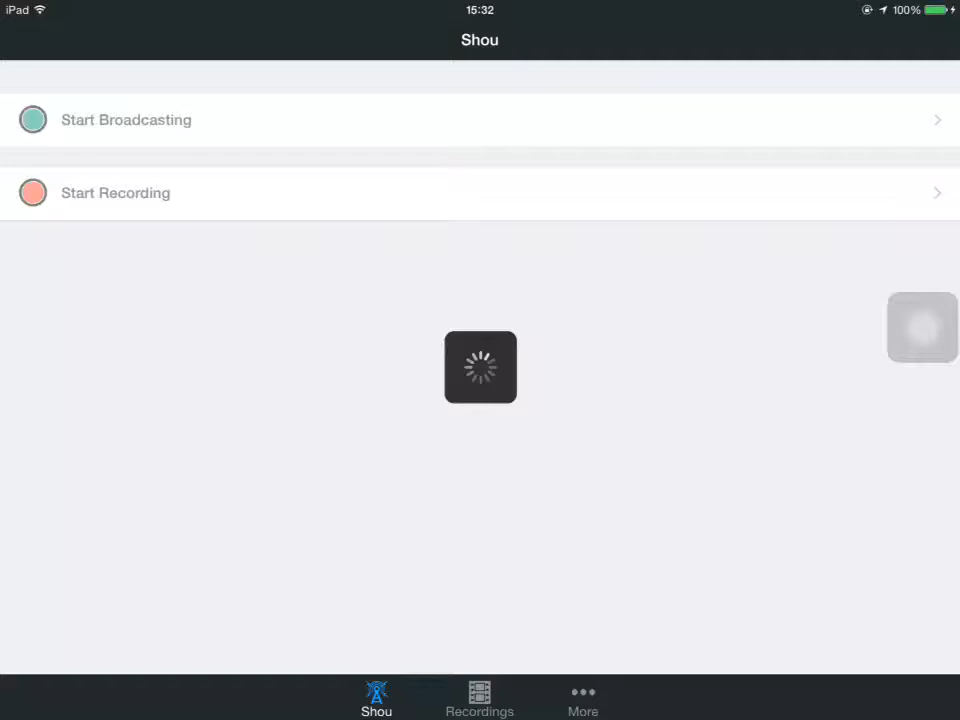 iPad 15:32 100%
Shou
Start Broadcasting
Start Recording
Shou Recordings More